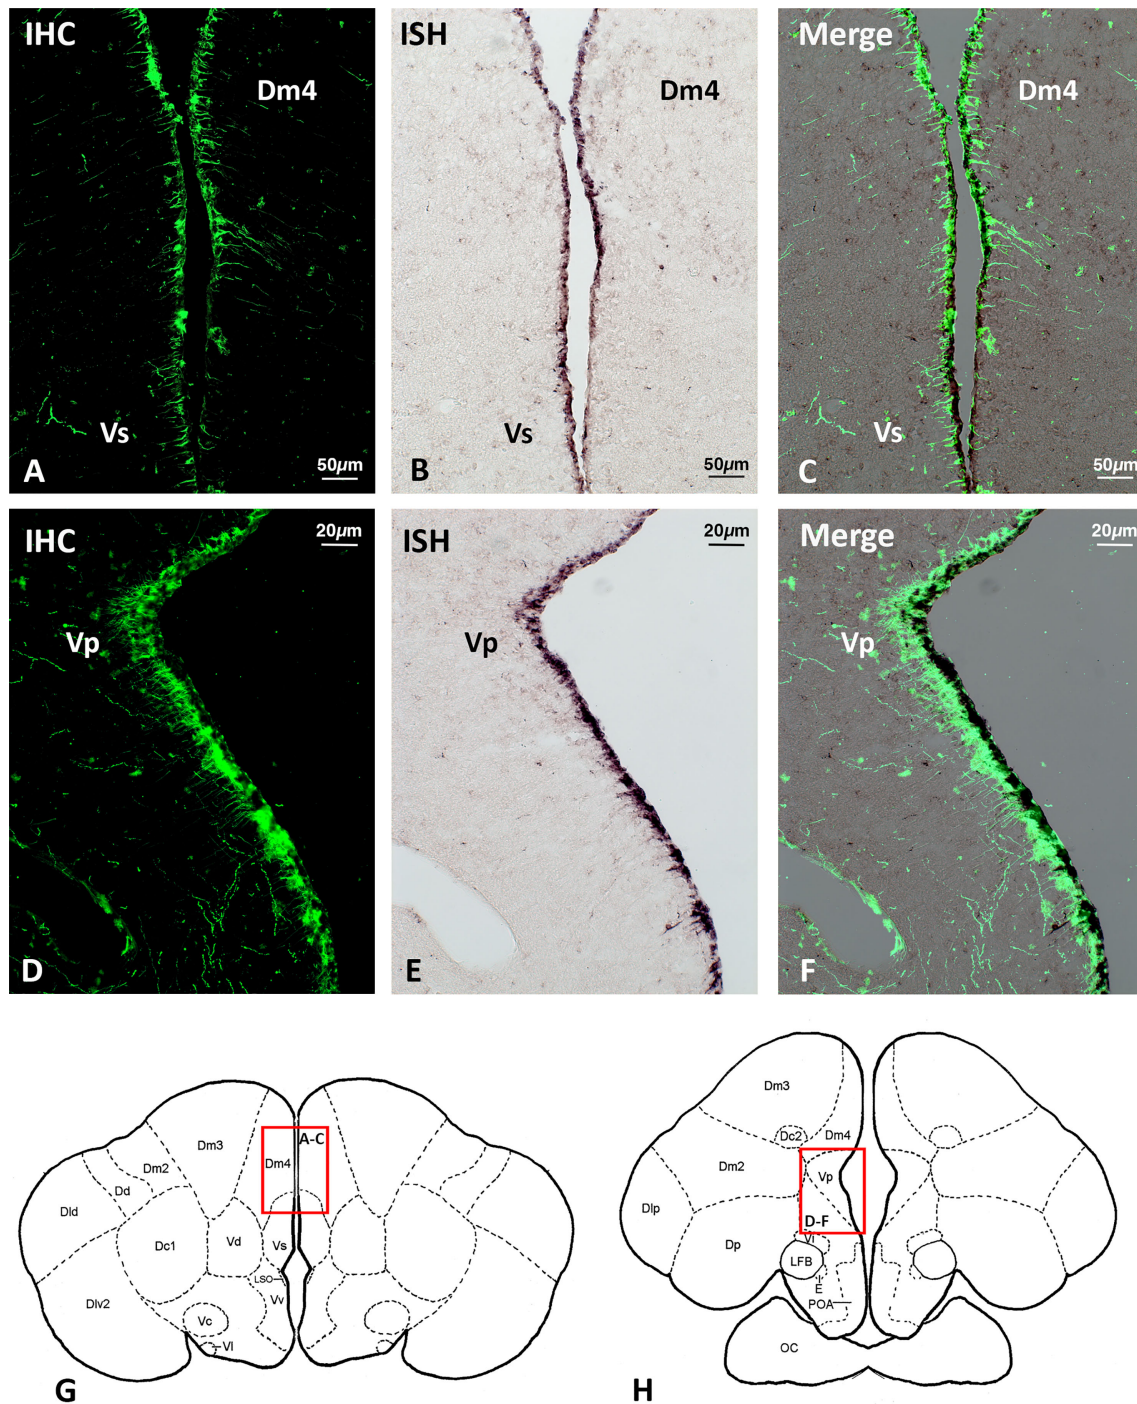 IHC
Dm4
Vs
A
50µm
ISH
Dm4
Vs
B
50µm
Merge
Dm4
Vs
C
50µm
IHC
20µm
Vp
D
ISH
20µm
Vp
E
Merge
20µm
Vp
F
A-C
Dm3
Dm4
Dm2
Dd
Dld
Dc1
Vd
Vs
LSO
Vv
Dlv2
Vc
Vl
G
Dm3
Dc2
Dm4
Dm2
Vp
Dlp
D-F
Dp
Vl
LFB
E
POA
OC
H